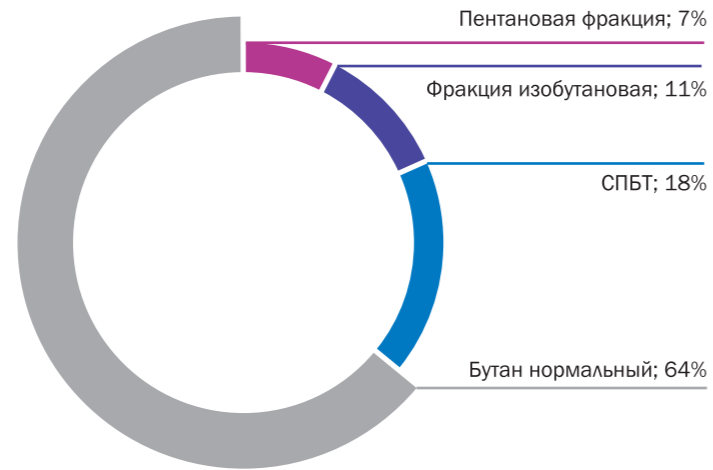 Пентановая фракция; 7%
Фракция изобутановая; 11%
СПБТ; 18%
Бутан нормальный; 64%